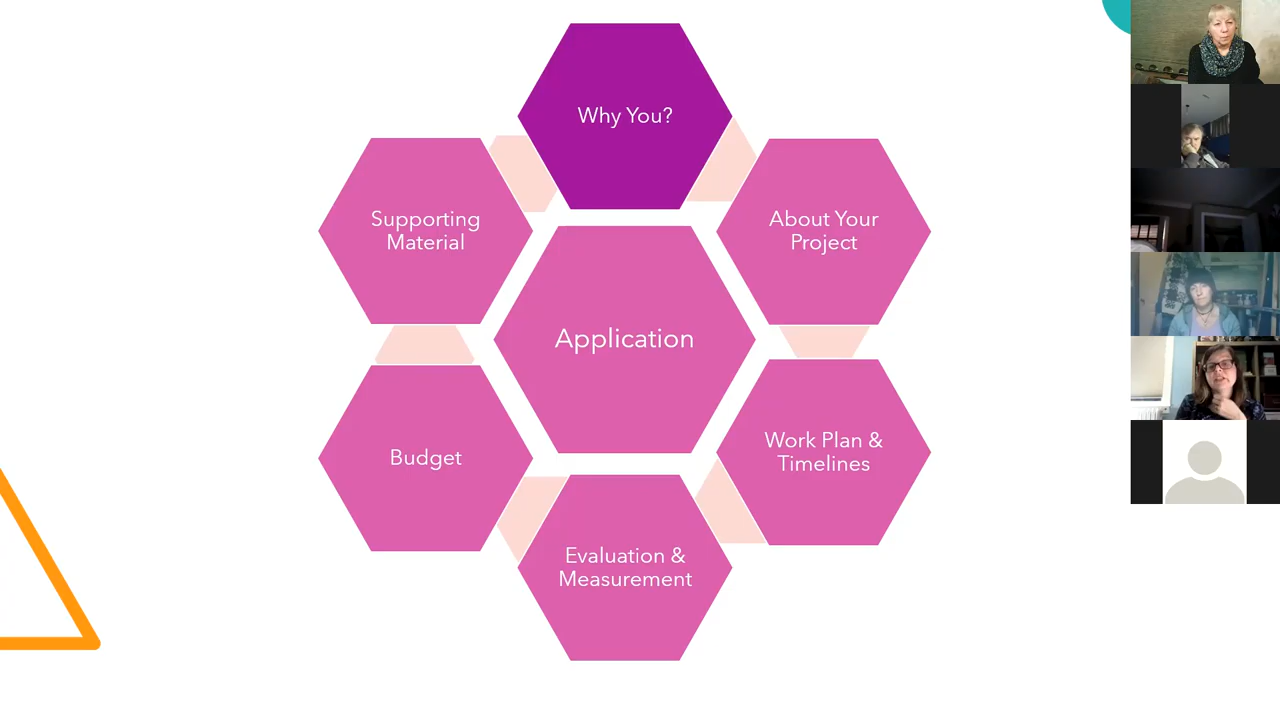 Why You?
Supporting
Material
About Your
Project
Application
Budget
Work Plan &
Timelines
Evaluation &
Measurement